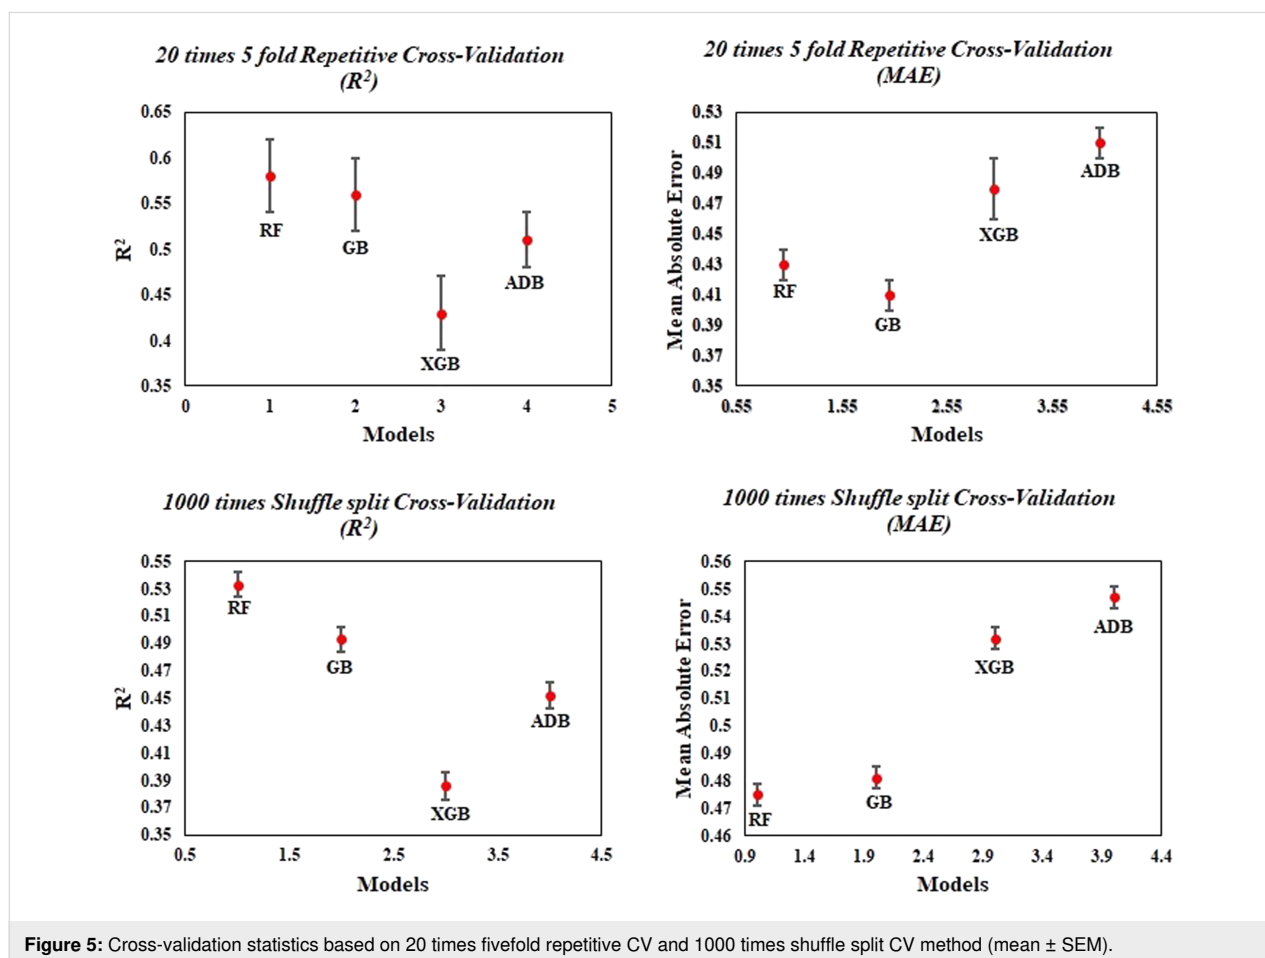 20 times 5 fold Repetitive Cross-Validation
(R²)
0.65
0.6
0.55
0.5
0.45
0.4
0.35
R²
RF
GB
XGB
ADB
0 1 2 3 4 5
Models
20 times 5 fold Repetitive Cross-Validation
(MAE)
0.53
0.51
0.49
0.47
0.45
0.43
0.41
0.39
0.37
0.35
Mean Absolute Error
RF
GB
XGB
ADB
0.55 1.55 2.55 3.55 4.55
Models
1000 times Shuffle split Cross-Validation
(R²)
0.55
0.53
0.51
0.49
0.47
0.45
0.43
0.41
0.39
0.37
0.35
R²
RF
GB
XGB
ADB
0.5 1.5 2.5 3.5 4.5
Models
1000 times Shuffle split Cross-Validation
(MAE)
0.56
0.55
0.54
0.53
0.52
0.51
0.5
0.49
0.48
0.47
0.46
Mean Absolute Error
RF
GB
XGB
ADB
0.9 1.4 1.9 2.4 2.9 3.4 3.9 4.4
Models
Figure 5: Cross-validation statistics based on 20 times fivefold repetitive CV and 1000 times shuffle split CV method (mean ± SEM).